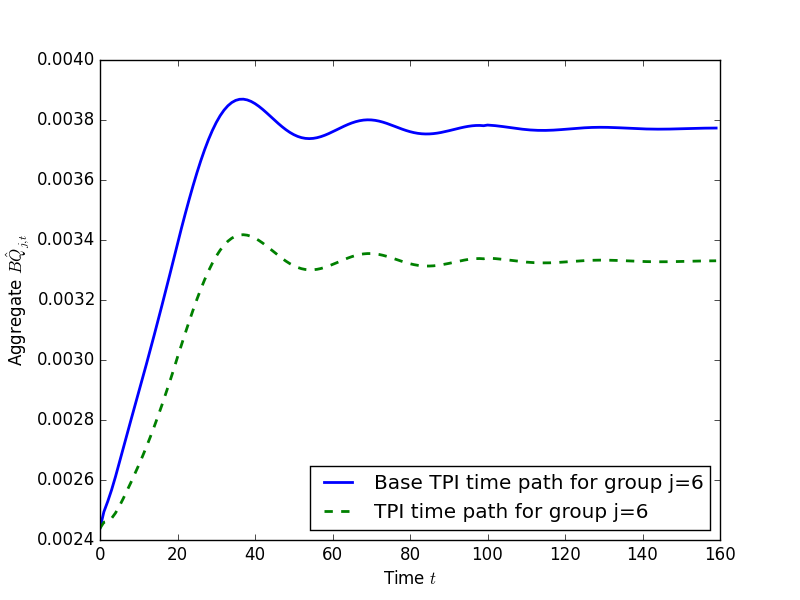 0.0040
0.0038
0.0036
0.0034
0.0032
0.0030
0.0028
0.0026
0.0024
Aggregate $\hat{BQ}_{j,t}$
Base TPI time path for group j=6
TPI time path for group j=6
0 20 40 60 80 100 120 140 160
Time t